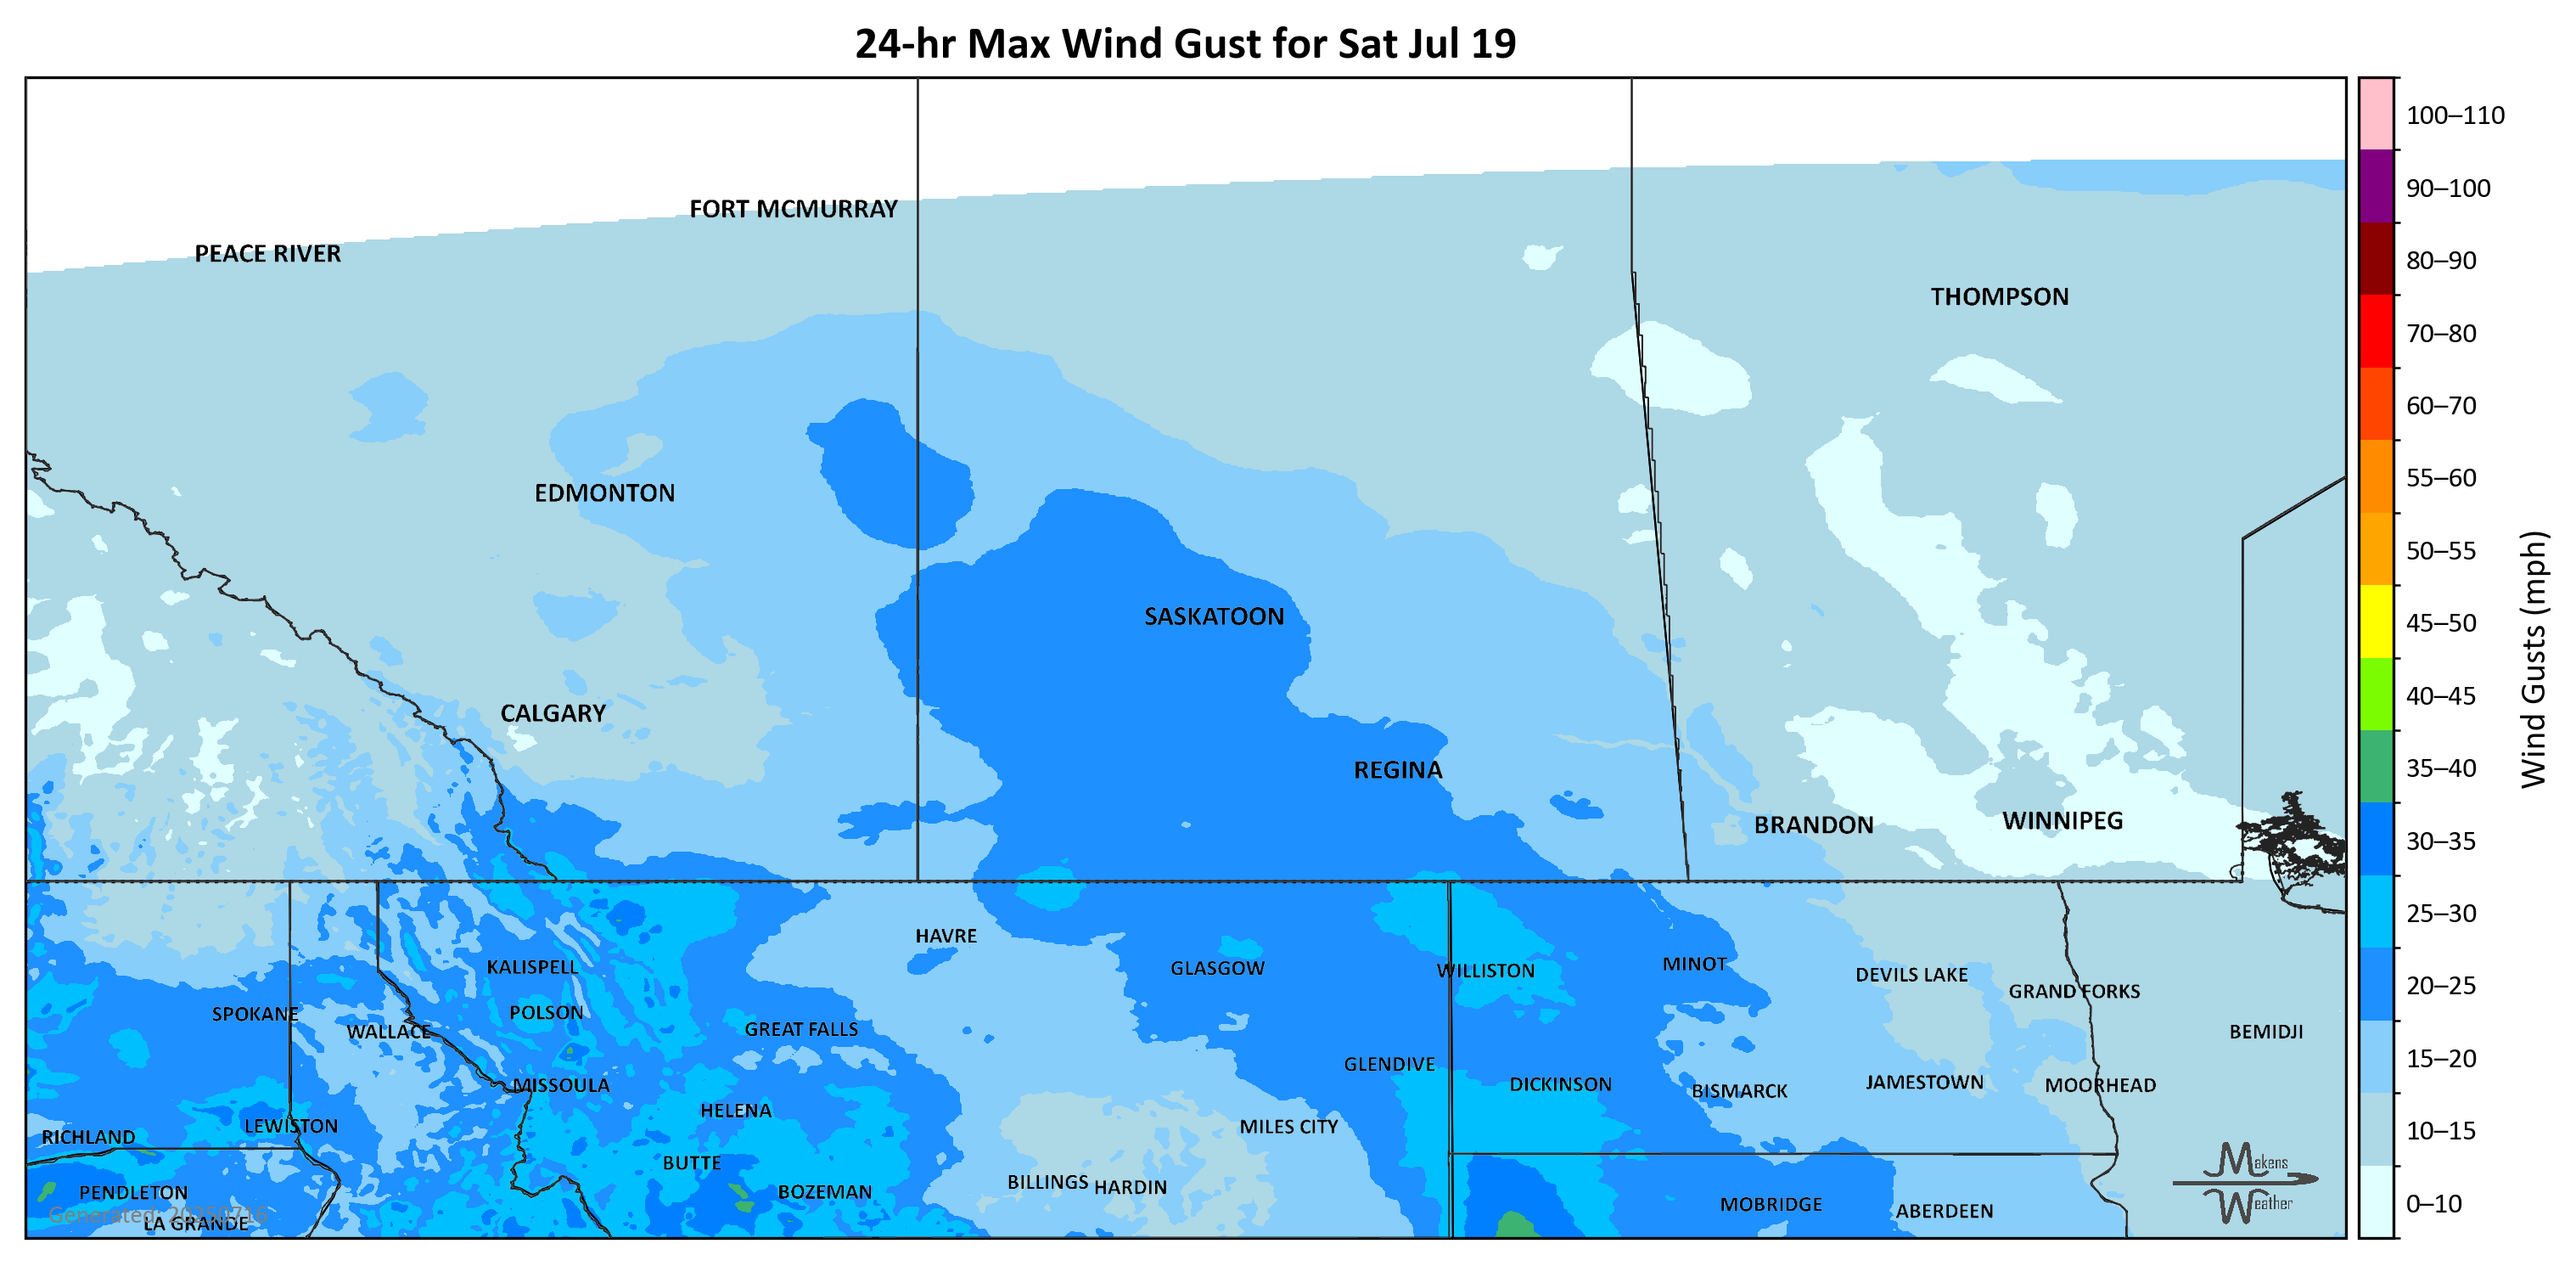 24-hr Max Wind Gust for Sat Jul 19
100–110
FORT MCMURRAY
90–100
PEACE RIVER
80–90
THOMPSON
70–80
60–70
EDMONTON
55–60
50–55
SASKATOON
45–50
Wind Gusts (mph)
CALGARY
40–45
REGINA
35–40
BRANDON
WINNIPEG
30–35
HAVRE
25–30
KALISPELL
GLASGOW
WILLISTON
MINOT
DEVILS LAKE
GRAND FORKS
20–25
SPOKANE
POLSON
WALLACE
GREAT FALLS
BEMIDJI
15–20
GLENDIVE
MISSOULA
DICKINSON
BISMARCK
JAMESTOWN
MOORHEAD
HELENA
LEWISTON
MILES CITY
10–15
RICHLAND
BUTTE
Makens
Weather
PENDLETON
BOZEMAN
BILLINGS
HARDIN
MOBRIDGE
ABERDEEN
0–10
Generated: 20250716
LA GRANDE